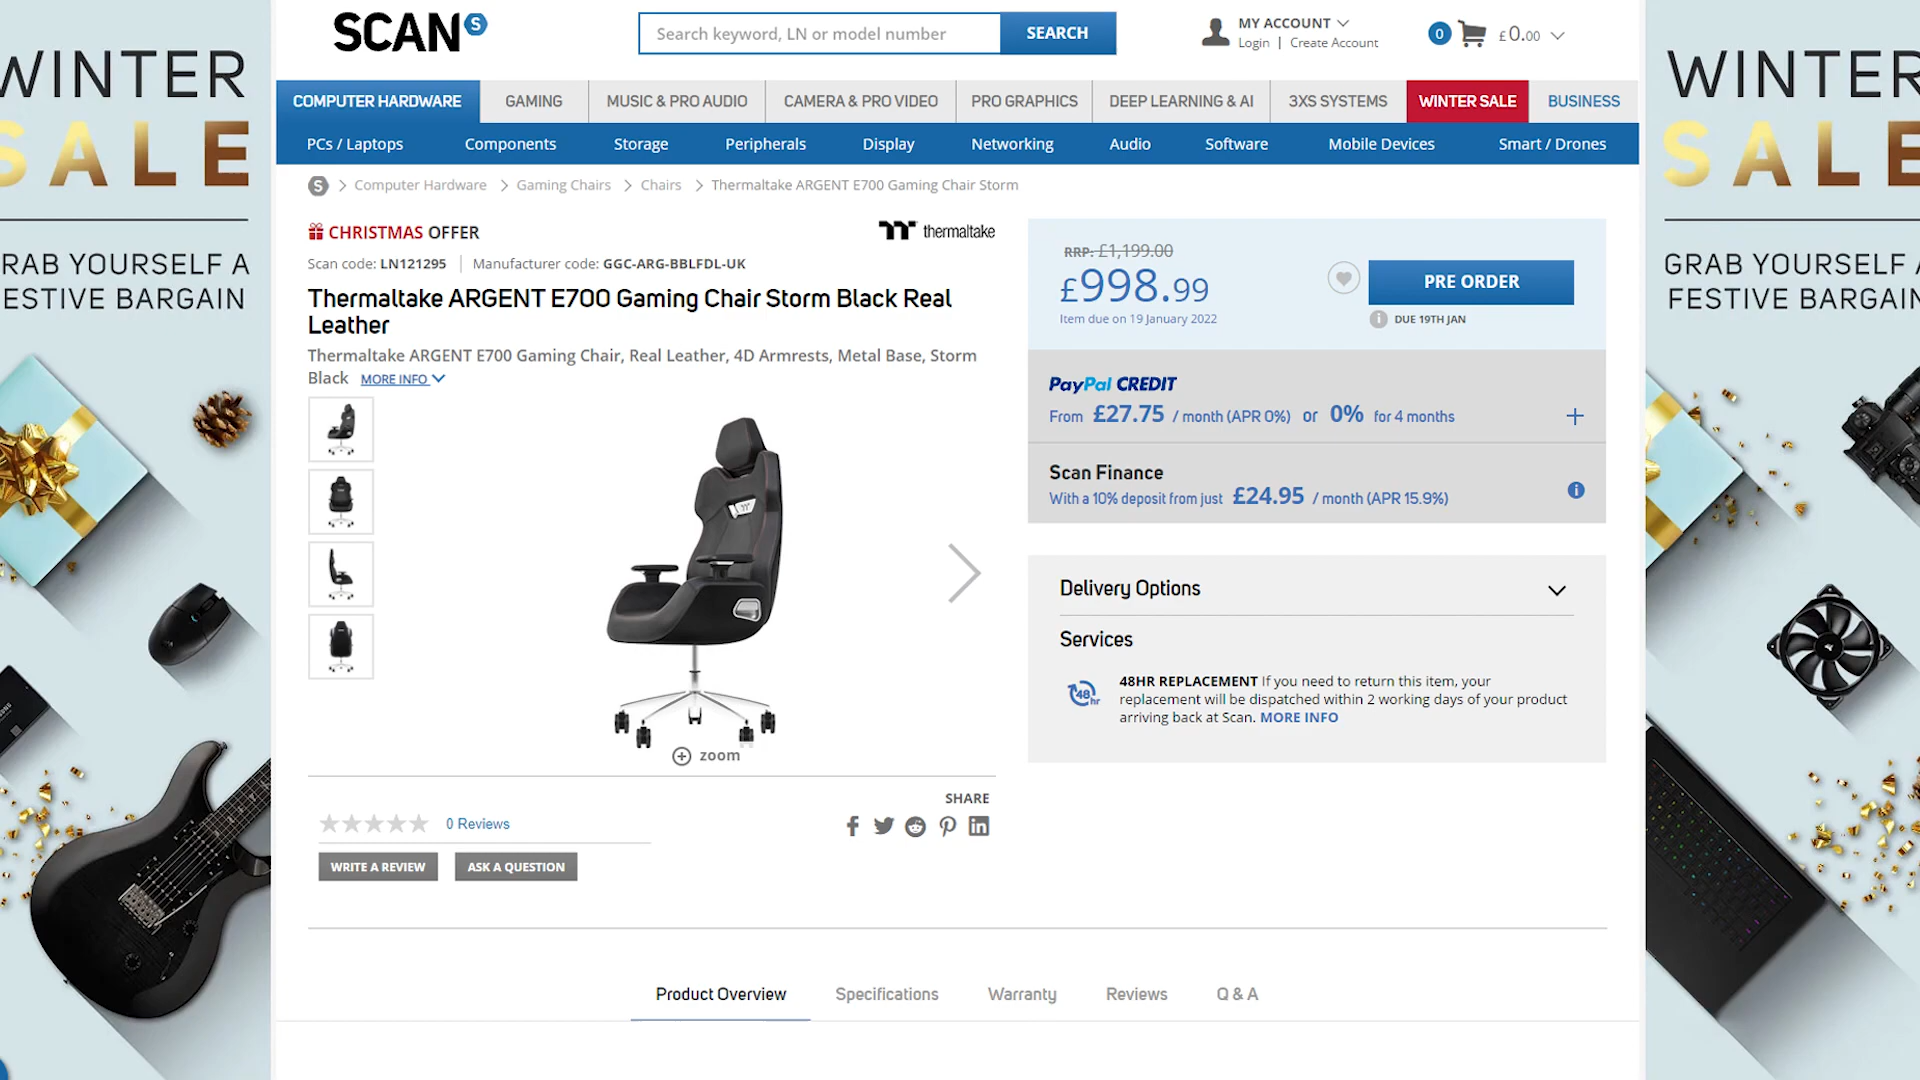 WINTER
SALE
RAB YOURSELF A
ESTIVE BARGAIN
SCAN S
Search keyword, LN or model number
SEARCH
MY ACCOUNT
Login | Create Account
0
£0.00
COMPUTER HARDWARE
GAMING
MUSIC & PRO AUDIO
CAMERA & PRO VIDEO
PRO GRAPHICS
DEEP LEARNING & AI
3XS SYSTEMS
WINTER SALE
BUSINESS
PCs / Laptops
Components
Storage
Peripherals
Display
Networking
Audio
Software
Mobile Devices
Smart / Drones
S > Computer Hardware > Gaming Chairs > Chairs > Thermaltake ARGENT E700 Gaming Chair Storm
CHRISTMAS OFFER
thermaltake
Scan code: LN121295 | Manufacturer code: GGC-ARG-BBLFDL-UK
Thermaltake ARGENT E700 Gaming Chair Storm Black Real
Leather
Thermaltake ARGENT E700 Gaming Chair, Real Leather, 4D Armrests, Metal Base, Storm
Black MORE INFO
zoom
SHARE
0 Reviews
WRITE A REVIEW
ASK A QUESTION
RRP: £1,199.00
£998.99
Item due on 19 January 2022
PRE ORDER
DUE 19TH JAN
PayPal CREDIT
From £27.75 / month (APR 0%) or 0% for 4 months
Scan Finance
With a 10% deposit from just £24.95 / month (APR 15.9%)
Delivery Options
Services
48hr
48HR REPLACEMENT If you need to return this item, your
replacement will be dispatched within 2 working days of your product
arriving back at Scan. MORE INFO
Product Overview
Specifications
Warranty
Reviews
Q & A
WINTER
SALE
GRAB YOURSELF A
FESTIVE BARGAIN